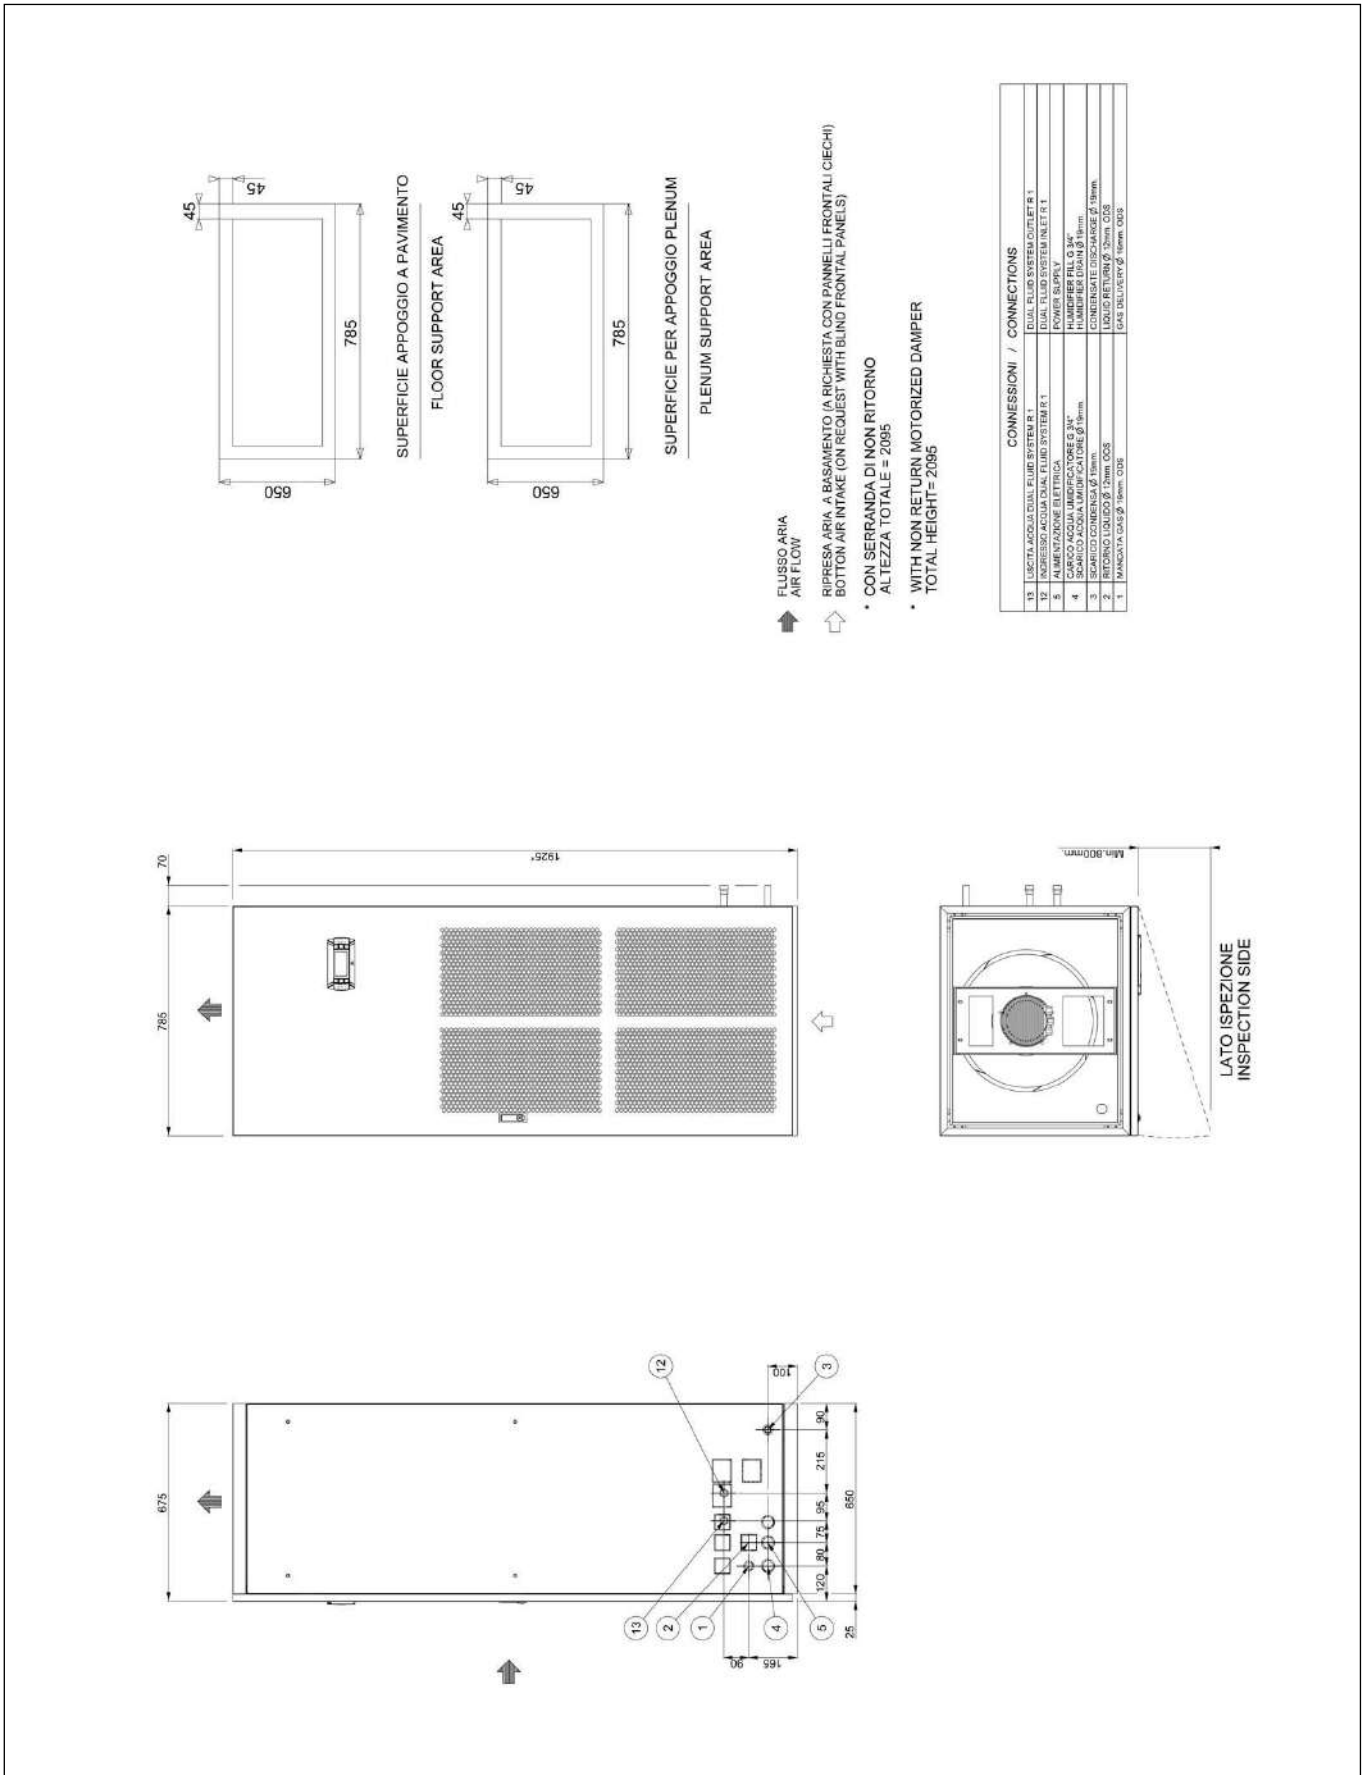 675
13
2
1
4
5
12
3
90
165
100
25
120
80
75
95
215
90
650
785
70
1925*
Min.800mm.
LATO ISPEZIONE
INSPECTION SIDE
45
45
650
785
SUPERFICIE APPOGGIO A PAVIMENTO
FLOOR SUPPORT AREA
45
45
650
785
SUPERFICIE PER APPOGGIO PLENUM
PLENUM SUPPORT AREA
FLUSSO ARIA
AIR FLOW
RIPRESA ARIA A BASAMENTO (A RICHIESTA CON PANNELLI FRONTALI CIECHI)
BOTTON AIR INTAKE (ON REQUEST WITH BLIND FRONTAL PANELS)
* CON SERRANDA DI NON RITORNO
ALTEZZA TOTALE = 2095
* WITH NON RETURN MOTORIZED DAMPER
TOTAL HEIGHT= 2095
CONNESSIONI / CONNECTIONS
13 USCITA ACQUA DUAL FLUID SYSTEM R 1 DUAL FLUID SYSTEM OUTLET R 1
12 INGRESSO ACQUA DUAL FLUID SYSTEM R 1 DUAL FLUID SYSTEM INLET R 1
5 ALIMENTAZIONE ELETTRICA POWER SUPPLY
4 CARICO ACQUA UMIDIFICATORE G 3/4" HUMIDIFIER FILL G 3/4"
SCARICO ACQUA UMIDIFICATORE Ø 19mm. HUMIDIFIER DRAIN Ø 19mm.
3 SCARICO CONDENSA Ø 19mm. CONDENSATE DISCHARGE Ø 19mm.
2 RITORNO LIQUIDO Ø 12mm. ODS LIQUID RETURN Ø 12mm. ODS
1 MANDATA GAS Ø 16mm. ODS GAS DELIVERY Ø 16mm. ODS